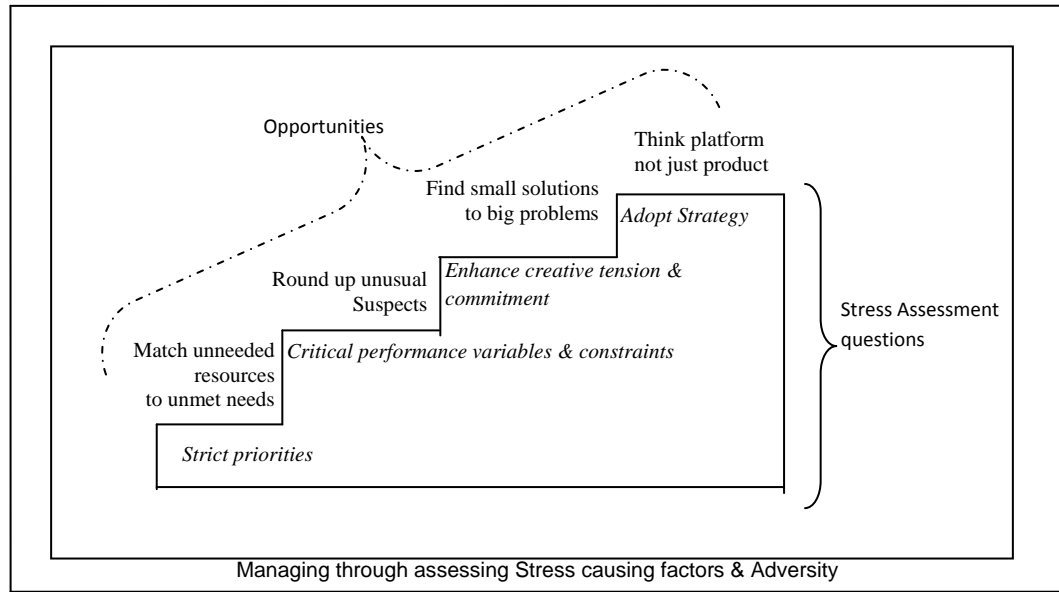 Opportunities
Think platform
not just product
Find small solutions
to big problems
Adopt Strategy
Round up unusual
Suspects
Enhance creative tension &
commitment
Stress Assessment
questions
Match unneeded
resources
to unmet needs
Critical performance variables & constraints
Strict priorities
Managing through assessing Stress causing factors & Adversity